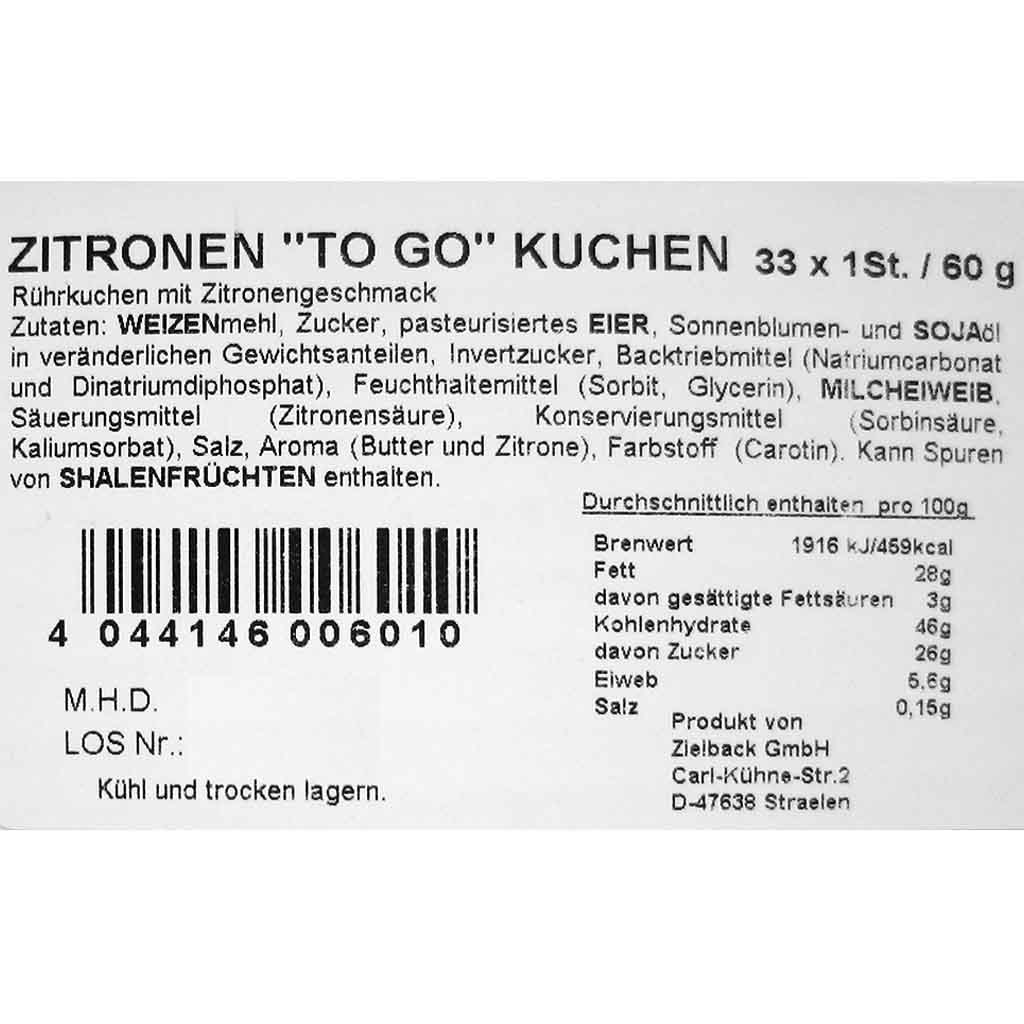 ZITRONEN "TO GO" KUCHEN 33 x 1St. / 60 g
Rührkuchen mit Zitronengeschmack
Zutaten: WEIZENmehl, Zucker, pasteurisiertes EIER, Sonnenblumen- und SOJAöl
in veränderlichen Gewichtsanteilen, Invertzucker, Backtriebmittel (Natriumcarbonat
und Dinatriumdiphosphat), Feuchthaltemittel (Sorbit, Glycerin), MILCHEIWEIB,
Säuerungsmittel (Zitronensäure), Konservierungsmittel (Sorbinsäure,
Kaliumsorbat), Salz, Aroma (Butter und Zitrone), Farbstoff (Carotin). Kann Spuren
von SHALENFRÜCHTEN enthalten.
Durchschnittlich enthalten pro 100g
Brenwert 1916 kJ/459kcal
Fett 28g
davon gesättigte Fettsäuren 3g
Kohlenhydrate 46g
davon Zucker 26g
Eiweb 5,6g
Salz 0,15g
4 044146 006010
M.H.D.
LOS Nr.:
Kühl und trocken lagern.
Produkt von
Zielback GmbH
Carl-Kühne-Str.2
D-47638 Straelen